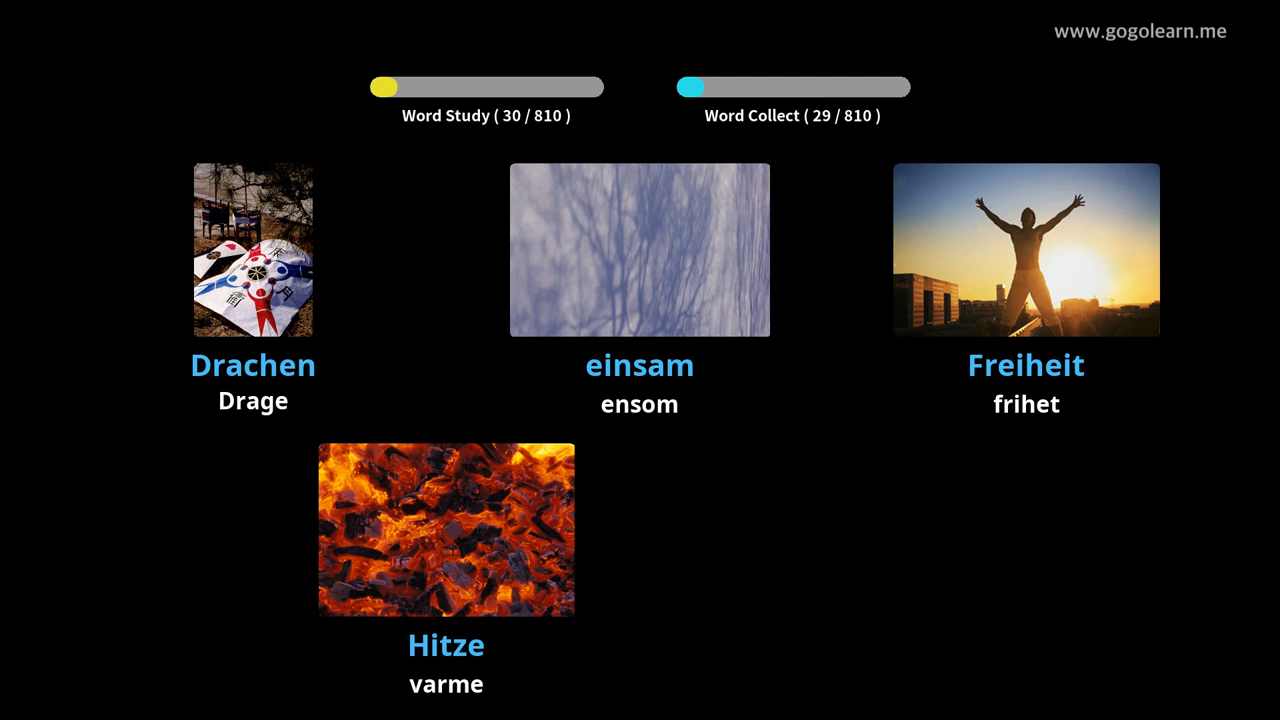 www.gogolearn.me
Word Study ( 30 / 810 )
Word Collect ( 29 / 810 )
Drachen
Drage
einsam
ensom
Freiheit
frihet
Hitze
varme